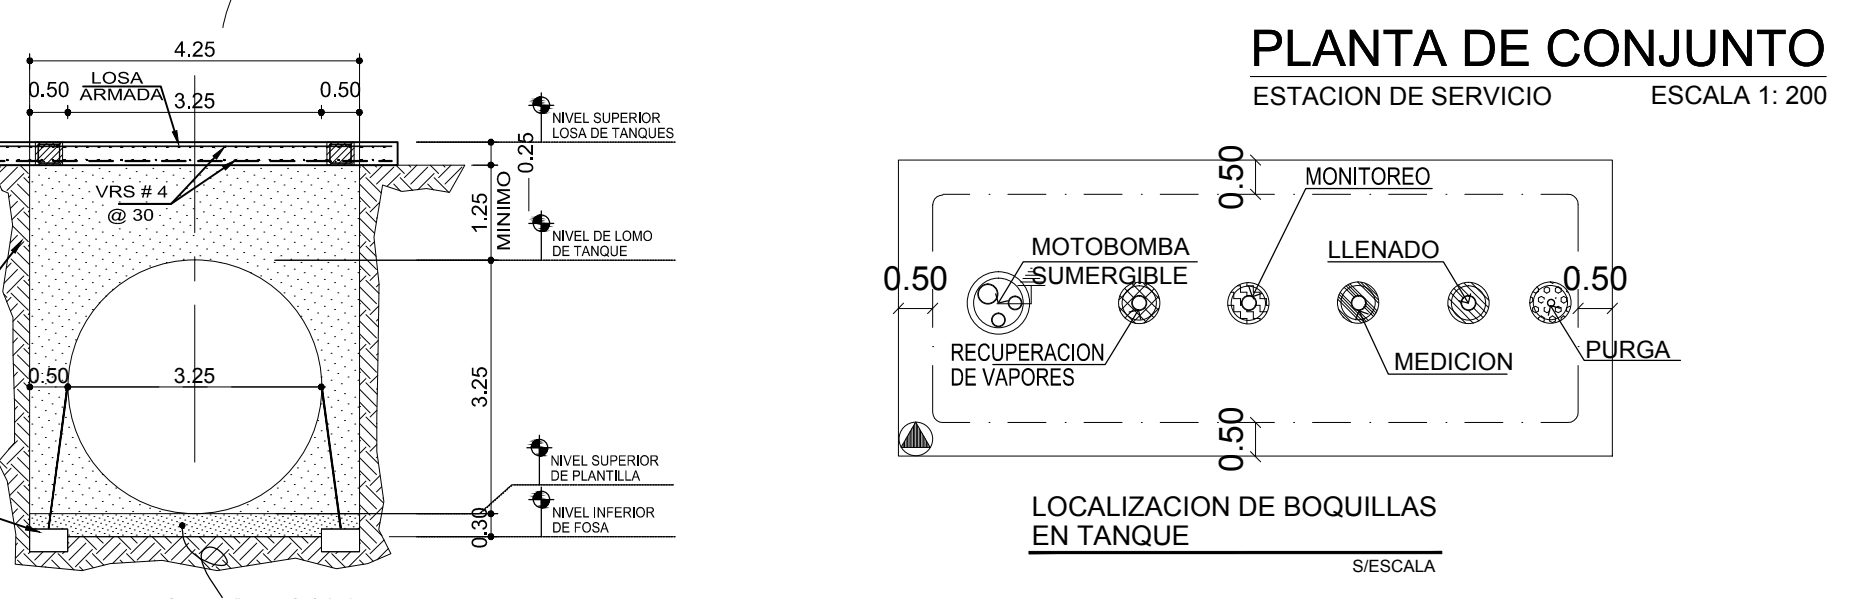 4.25
0.50
LOSA
ARMADA
3.25
0.50
VRS # 4
@ 30
0.50
3.25
0.25
1.25
MINIMO
3.25
0.30
NIVEL SUPERIOR
LOSA DE TANQUES
NIVEL DE LOMO
DE TANQUE
NIVEL SUPERIOR
DE PLANTILLA
NIVEL INFERIOR
DE FOSA
PLANTA DE CONJUNTO
ESTACION DE SERVICIO
ESCALA 1: 200
0.50
MONITOREO
MOTOBOMBA
SUMERGIBLE
LLENADO
0.50
0.50
RECUPERACION
DE VAPORES
MEDICION
PURGA
0.50
LOCALIZACION DE BOQUILLAS
EN TANQUE
S/ESCALA